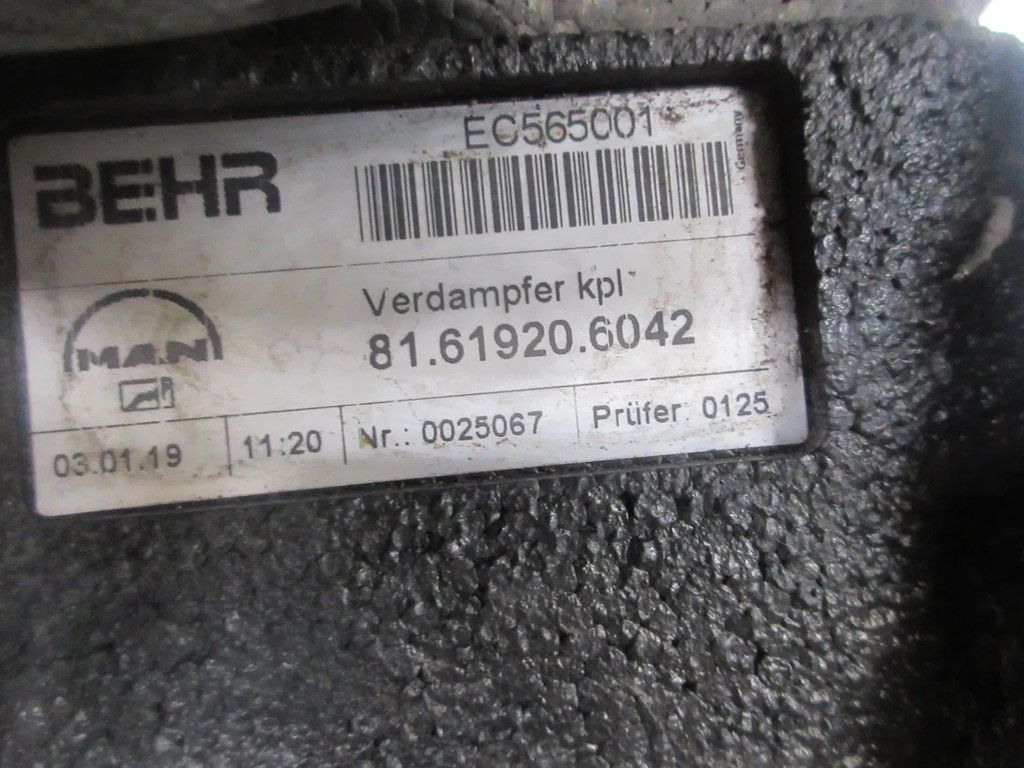 EC565001
BEHR
Germany
Verdampfer kpl
81.61920.6042
MAN
03.01.19 11:20 Nr.: 0025067 Prüfer 0125